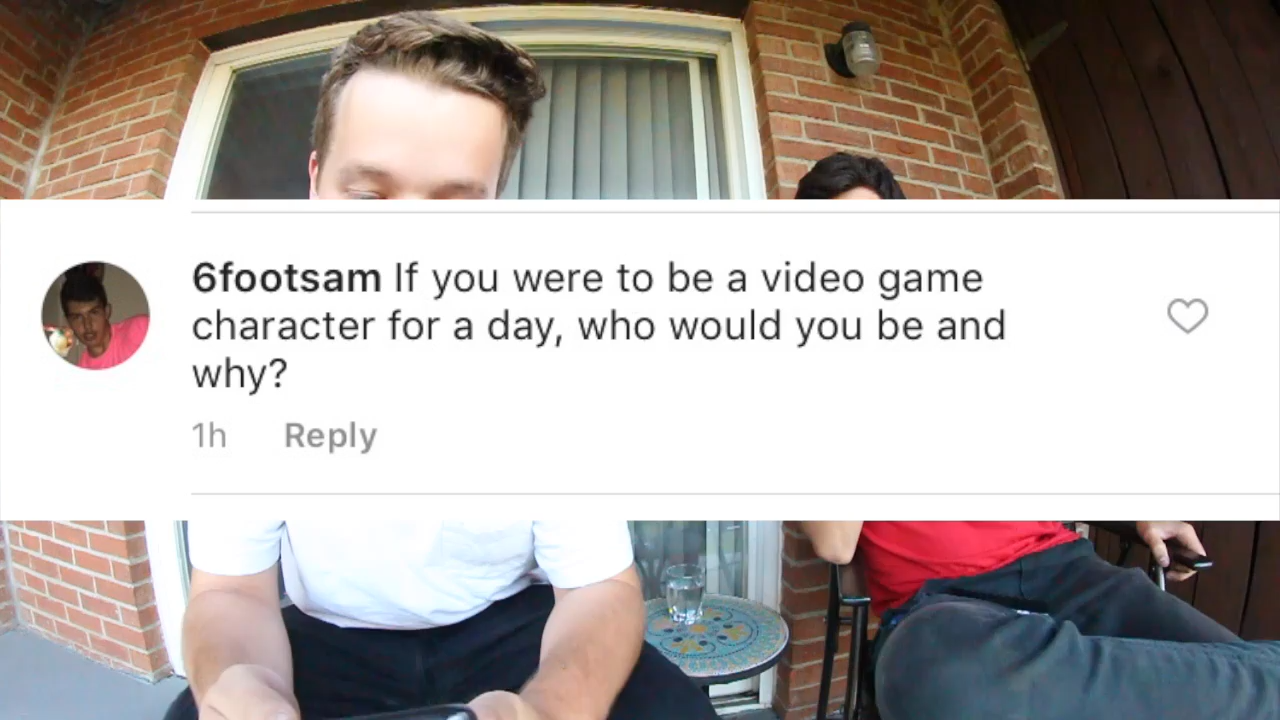 6footsam If you were to be a video game
character for a day, who would you be and
why?
1h Reply